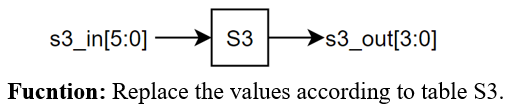 s3_in[5:0] S3 s3_out[3:0]
Fucntion: Replace the values according to table S3.